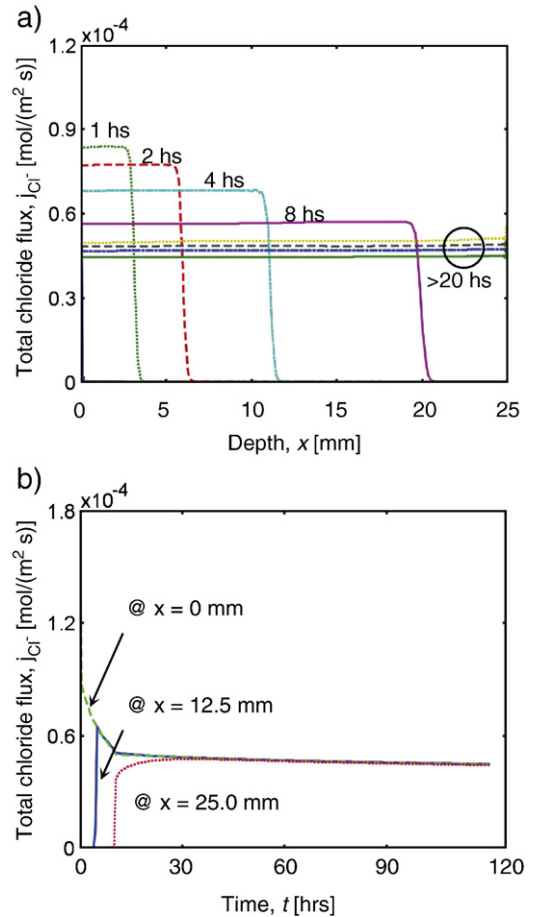 a)
x10⁻⁴
1.2
0.9
0.6
0.3
0
Total chloride flux, j_Cl⁻ [mol/(m² s)]
1 hs
2 hs
4 hs
8 hs
>20 hs
0 5 10 15 20 25
Depth, x [mm]
b)
x10⁻⁴
1.8
1.2
0.6
0
Total chloride flux, j_Cl⁻ [mol/(m² s)]
@ x = 0 mm
@ x = 12.5 mm
@ x = 25.0 mm
0 30 60 90 120
Time, t [hrs]